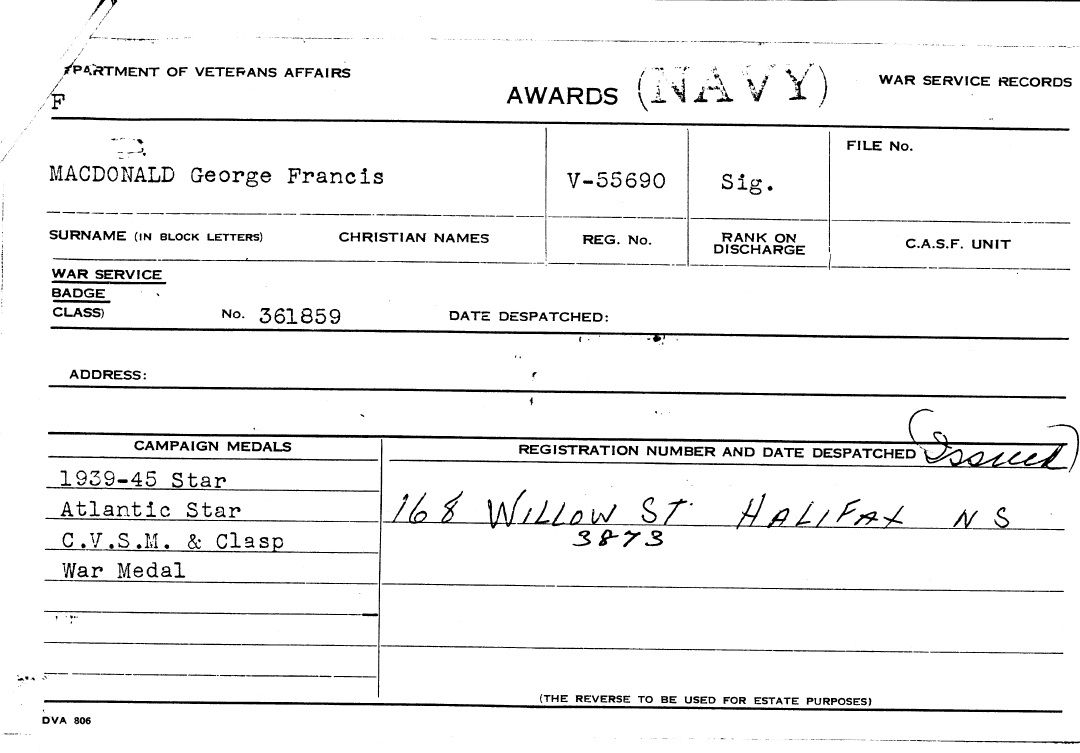 PARTMENT OF VETERANS AFFAIRS
F
AWARDS (NAVY)
WAR SERVICE RECORDS
FILE No.
MACDONALD George Francis V-55690 Sig.
SURNAME (IN BLOCK LETTERS) CHRISTIAN NAMES REG. No. RANK ON DISCHARGE C.A.S.F. UNIT
WAR SERVICE
BADGE
CLASS) No. 361859 DATE DESPATCHED:
ADDRESS:
CAMPAIGN MEDALS REGISTRATION NUMBER AND DATE DESPATCHED (Issued)
1939-45 Star
Atlantic Star 168 WILLOW ST. HALIFAX N S
C.V.S.M. & Clasp 3873
War Medal
(THE REVERSE TO BE USED FOR ESTATE PURPOSES)
DVA 806